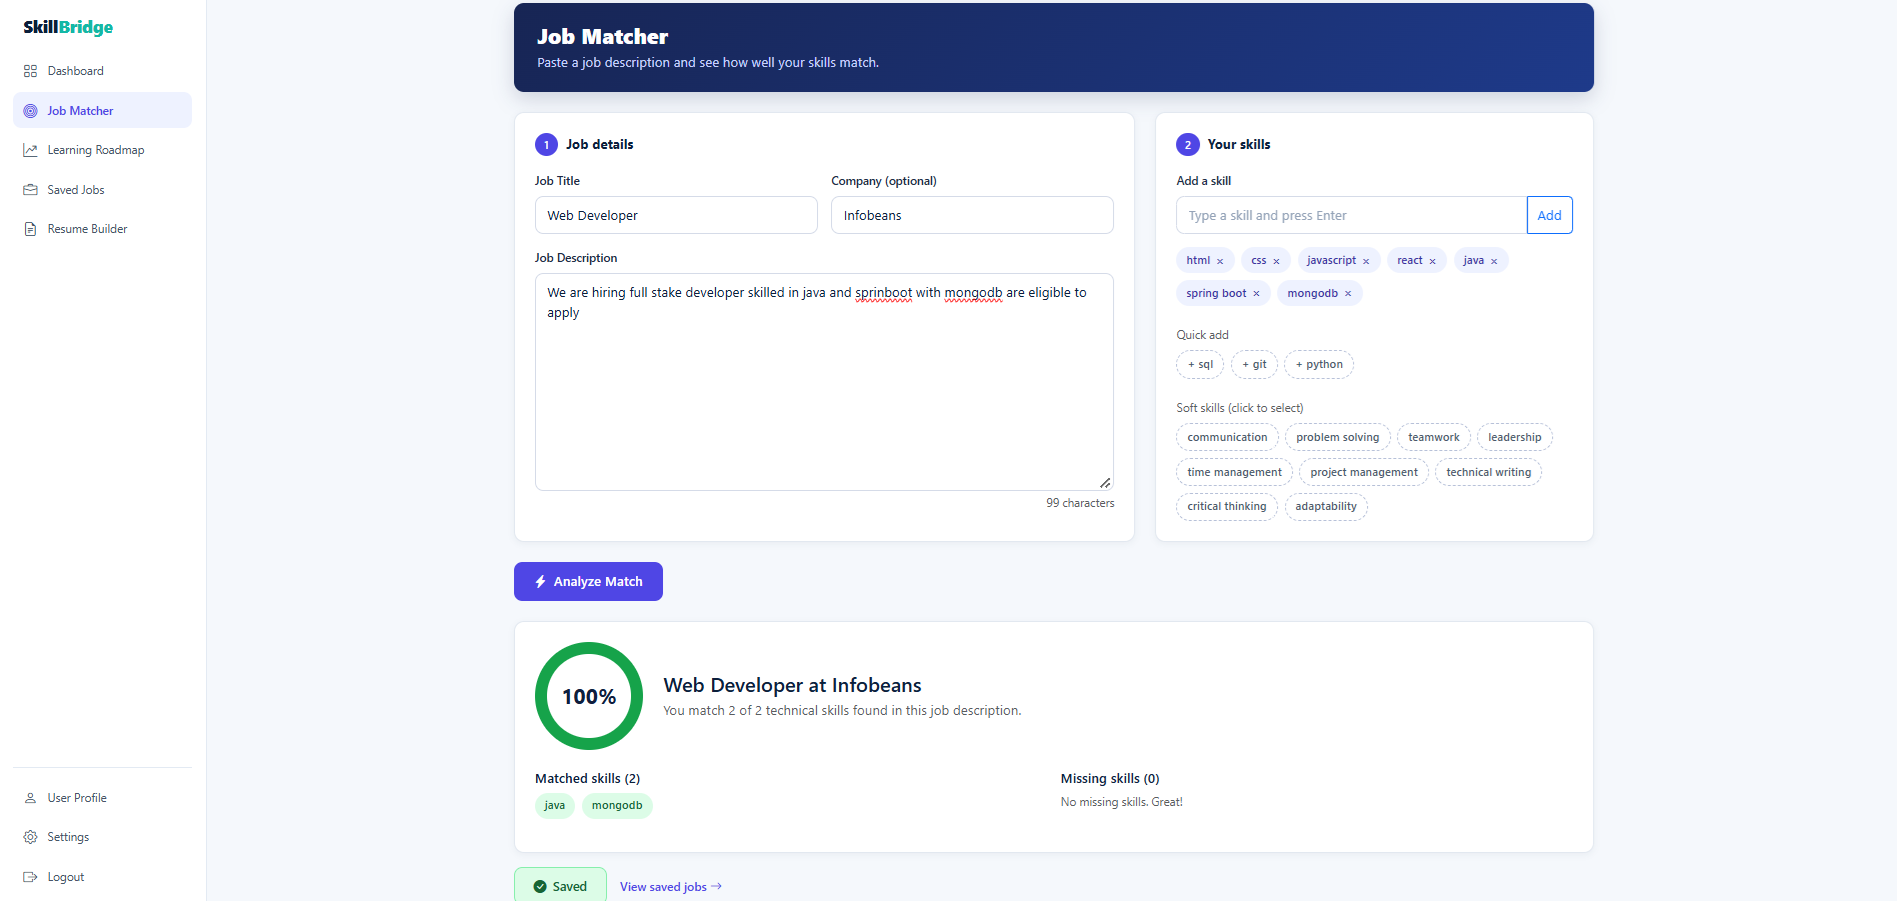 SkillBridge
Dashboard
Job Matcher
Learning Roadmap
Saved Jobs
Resume Builder
User Profile
Settings
Logout
Job Matcher
Paste a job description and see how well your skills match.
1 Job details
Job Title
Web Developer
Company (optional)
Infobeans
Job Description
We are hiring full stake developer skilled in java and sprinboot with mongodb are eligible to
apply
99 characters
2 Your skills
Add a skill
Type a skill and press Enter Add
html × css × javascript × react × java ×
spring boot × mongodb ×
Quick add
+ sql + git + python
Soft skills (click to select)
communication problem solving teamwork leadership
time management project management technical writing
critical thinking adaptability
Analyze Match
100%
Web Developer at Infobeans
You match 2 of 2 technical skills found in this job description.
Matched skills (2)
java mongodb
Missing skills (0)
No missing skills. Great!
Saved View saved jobs →